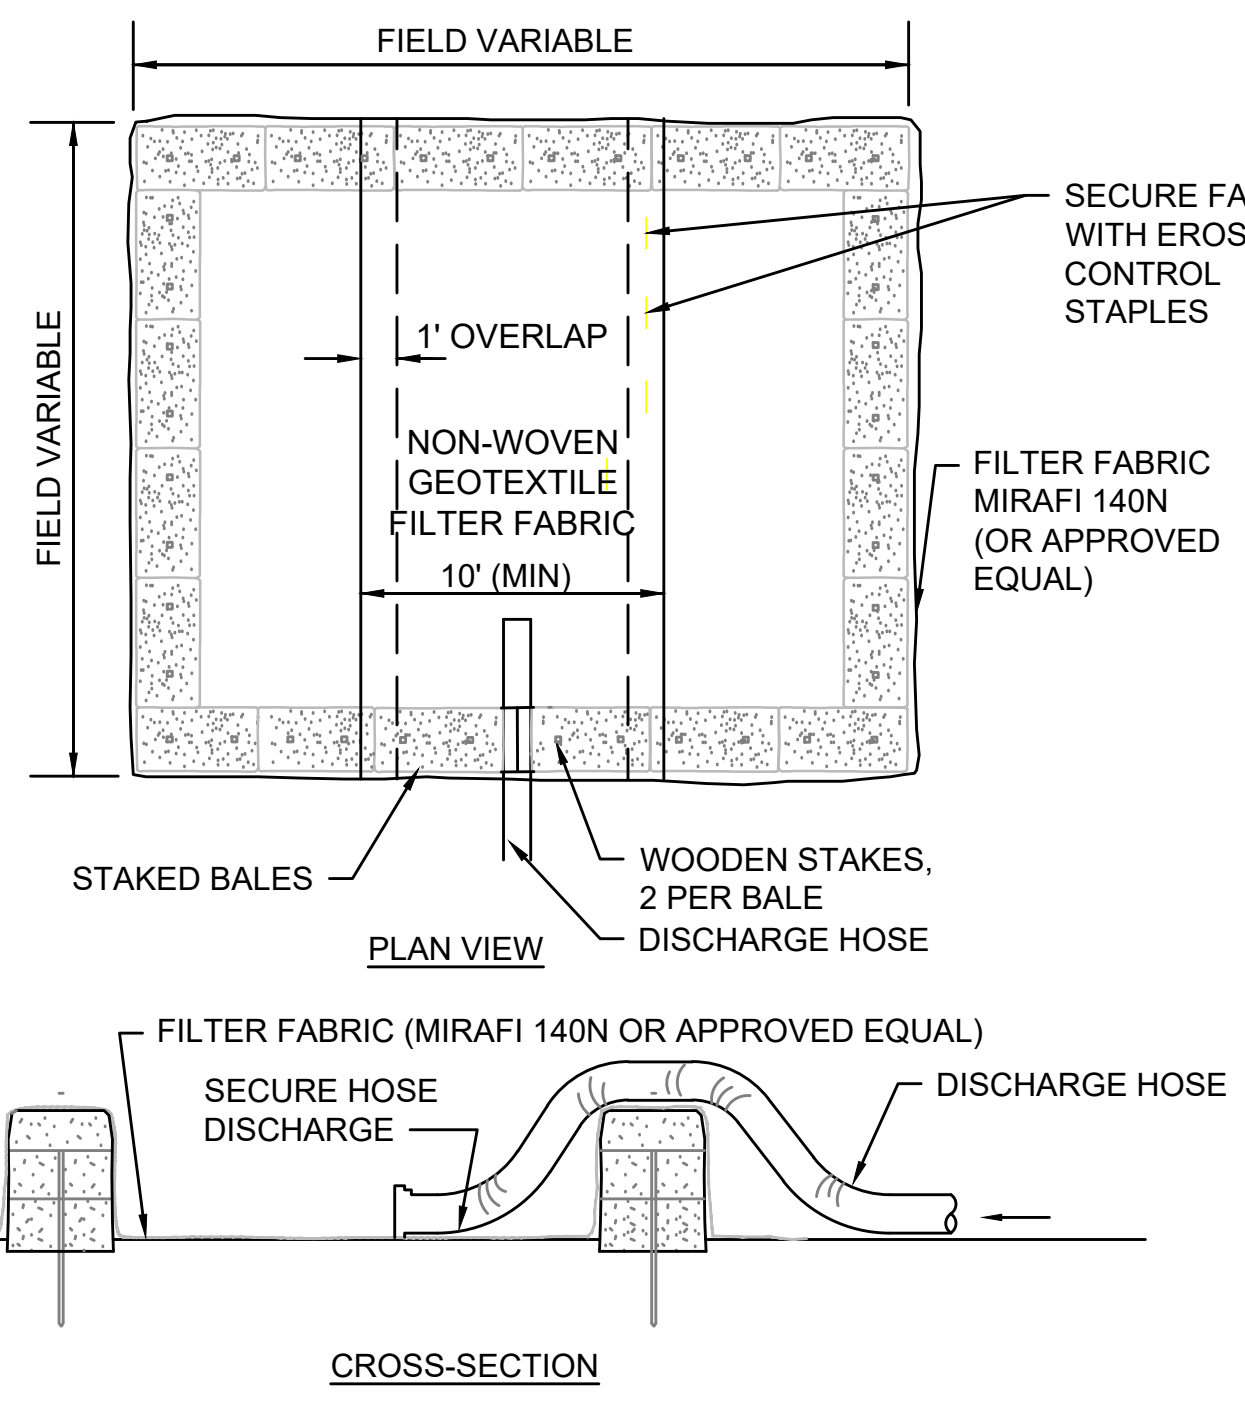 FIELD VARIABLE
SECURE
WITH
CONTROL
STAPLES
1' OVERLAP
FIELD VARIABLE
NON-WOVEN
GEOTEXTILE
FILTER FABRIC
FILTER FABRIC
MIRAFI 140N
(OR APPROVED
EQUAL)
10' (MIN)
STAKED BALES
WOODEN STAKES,
2 PER BALE
DISCHARGE HOSE
PLAN VIEW
FILTER FABRIC (MIRAFI 140N OR APPROVED EQUAL)
SECURE HOSE
DISCHARGE
DISCHARGE HOSE
CROSS-SECTION